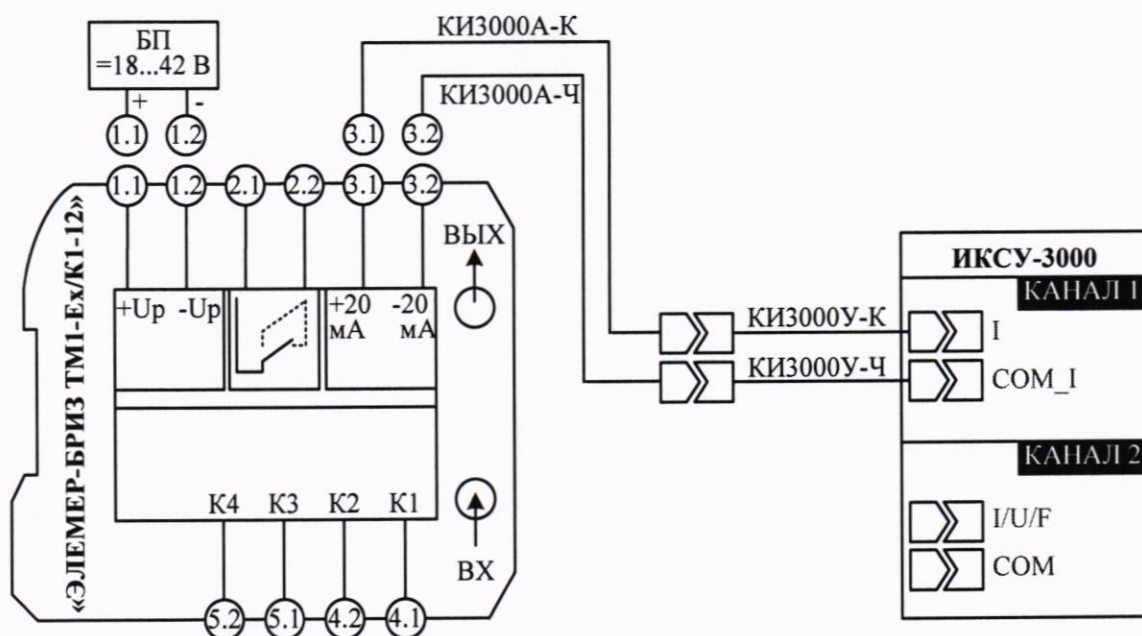 БП
=18...42 В
+ -
1.1 1.2 3.1 3.2
КИ3000А-К
КИ3000А-Ч
1.1 1.2 2.1 2.2 3.1 3.2
«ЭЛЕМЕР-БРИЗ ТМ1-Ех/К1-12»
+Uр -Uр
+20 -20
мА мА
ВЫХ
К4 К3 К2 К1
ВХ
5.2 5.1 4.2 4.1
КИ3000У-К
КИ3000У-Ч
ИКСУ-3000
КАНАЛ 1
I
COM_I
КАНАЛ 2
I/U/F
COM